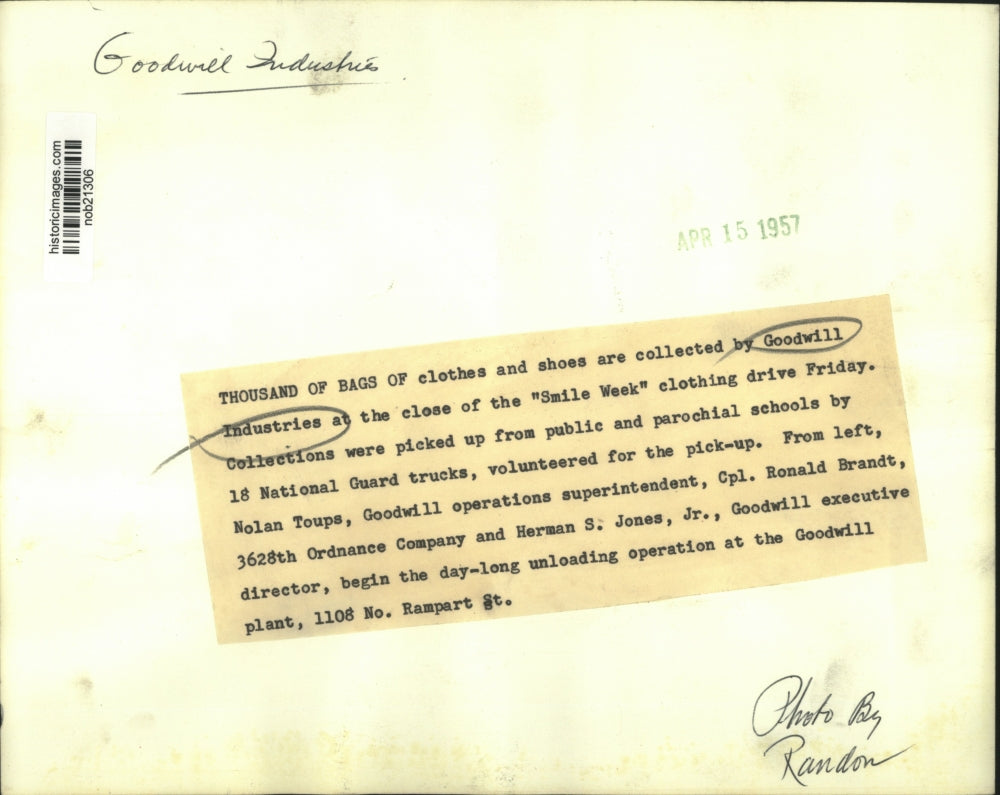 Goodwill Industries
historicimages.com
nob21306
APR 15 1957
THOUSAND OF BAGS OF clothes and shoes are collected by Goodwill
Industries at the close of the "Smile Week" clothing drive Friday.
Collections were picked up from public and parochial schools by
18 National Guard trucks, volunteered for the pick-up. From left,
Nolan Toups, Goodwill operations superintendent, Cpl. Ronald Brandt,
3628th Ordnance Company and Herman S. Jones, Jr., Goodwill executive
director, begin the day-long unloading operation at the Goodwill
plant, 1108 No. Rampart St.
Photo By
Randon